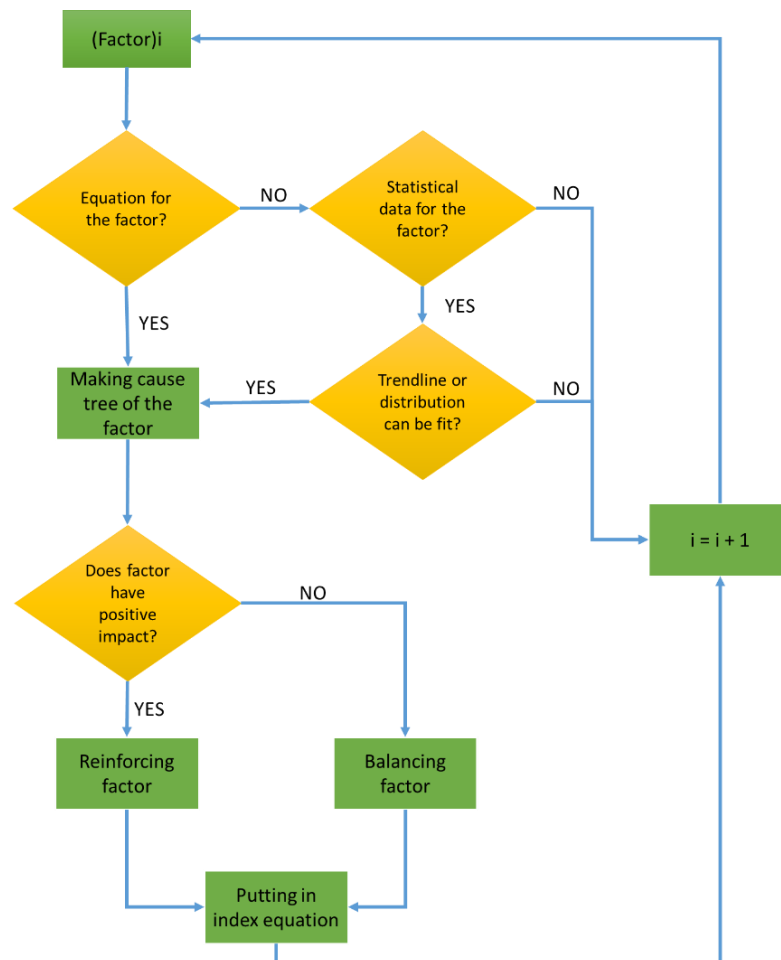 (Factor)i
Equation for
the factor?
NO
Statistical
data for the
factor?
NO
YES
YES
Making cause
tree of the
factor
YES
Trendline or
distribution
can be fit?
NO
i = i + 1
Does factor
have
positive
impact?
NO
YES
Reinforcing
factor
Balancing
factor
Putting in
index equation